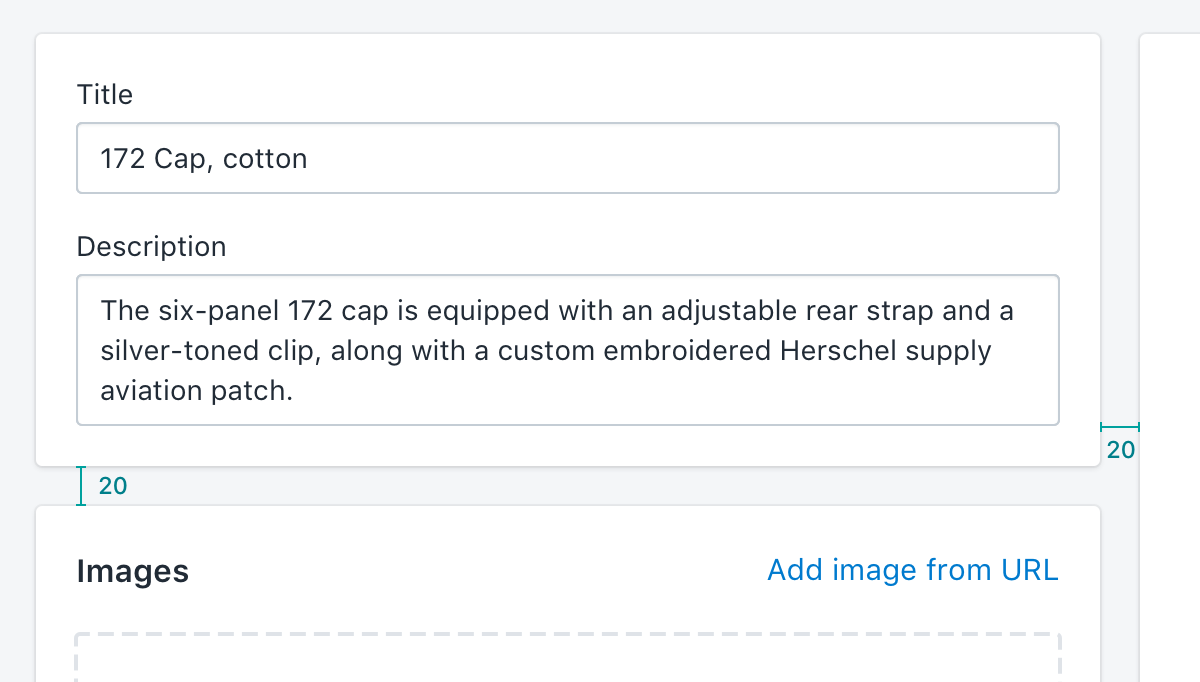 Title
172 Cap, cotton
Description
The six-panel 172 cap is equipped with an adjustable rear strap and a
silver-toned clip, along with a custom embroidered Herschel supply
aviation patch.
20
20
Images
Add image from URL